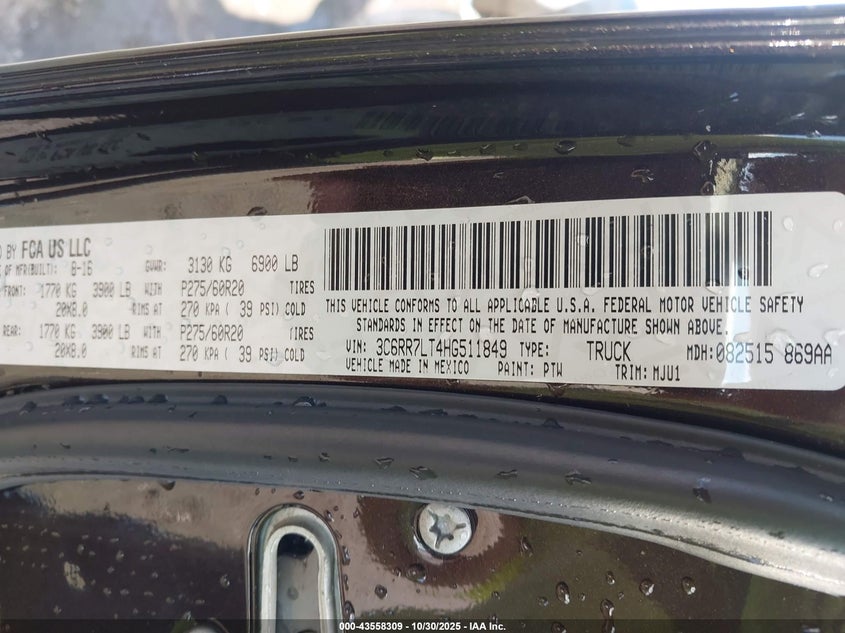 BY FCA US LLC
OF MFR(BUILT): 8-16 GVWR: 3130 KG 6900 LB
FRONT: 1770 KG 3900 LB WITH P275/60R20 TIRES
20X8.0 RIMS AT 270 KPA ( 39 PSI) COLD
REAR: 1770 KG 3900 LB WITH P275/60R20 TIRES
20X8.0 RIMS AT 270 KPA ( 39 PSI) COLD
THIS VEHICLE CONFORMS TO ALL APPLICABLE U.S.A. FEDERAL MOTOR VEHICLE SAFETY
STANDARDS IN EFFECT ON THE DATE OF MANUFACTURE SHOWN ABOVE.
VIN: 3C6RR7LT4HG511849 TYPE: TRUCK MDH:082515 869AA
VEHICLE MADE IN MEXICO PAINT: PTW TRIM:MJU1
000-43558309 - 10/30/2025 - IAA Inc.